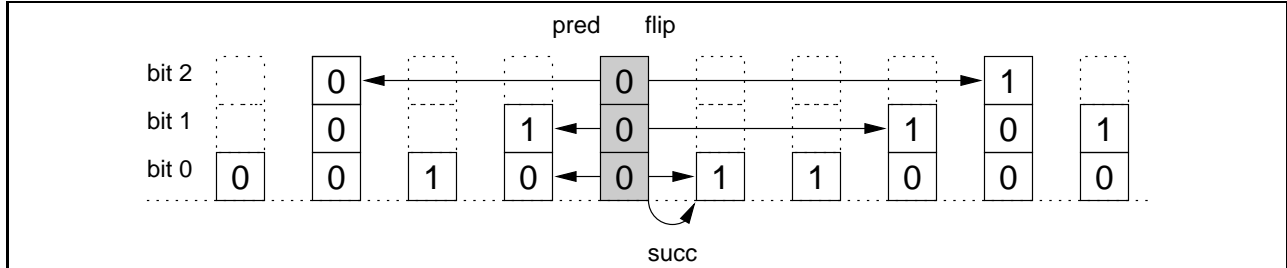 pred flip
bit 2 0 0 1
bit 1 0 1 0 1 0 1
bit 0 0 0 1 0 0 1 1 0 0 0
succ